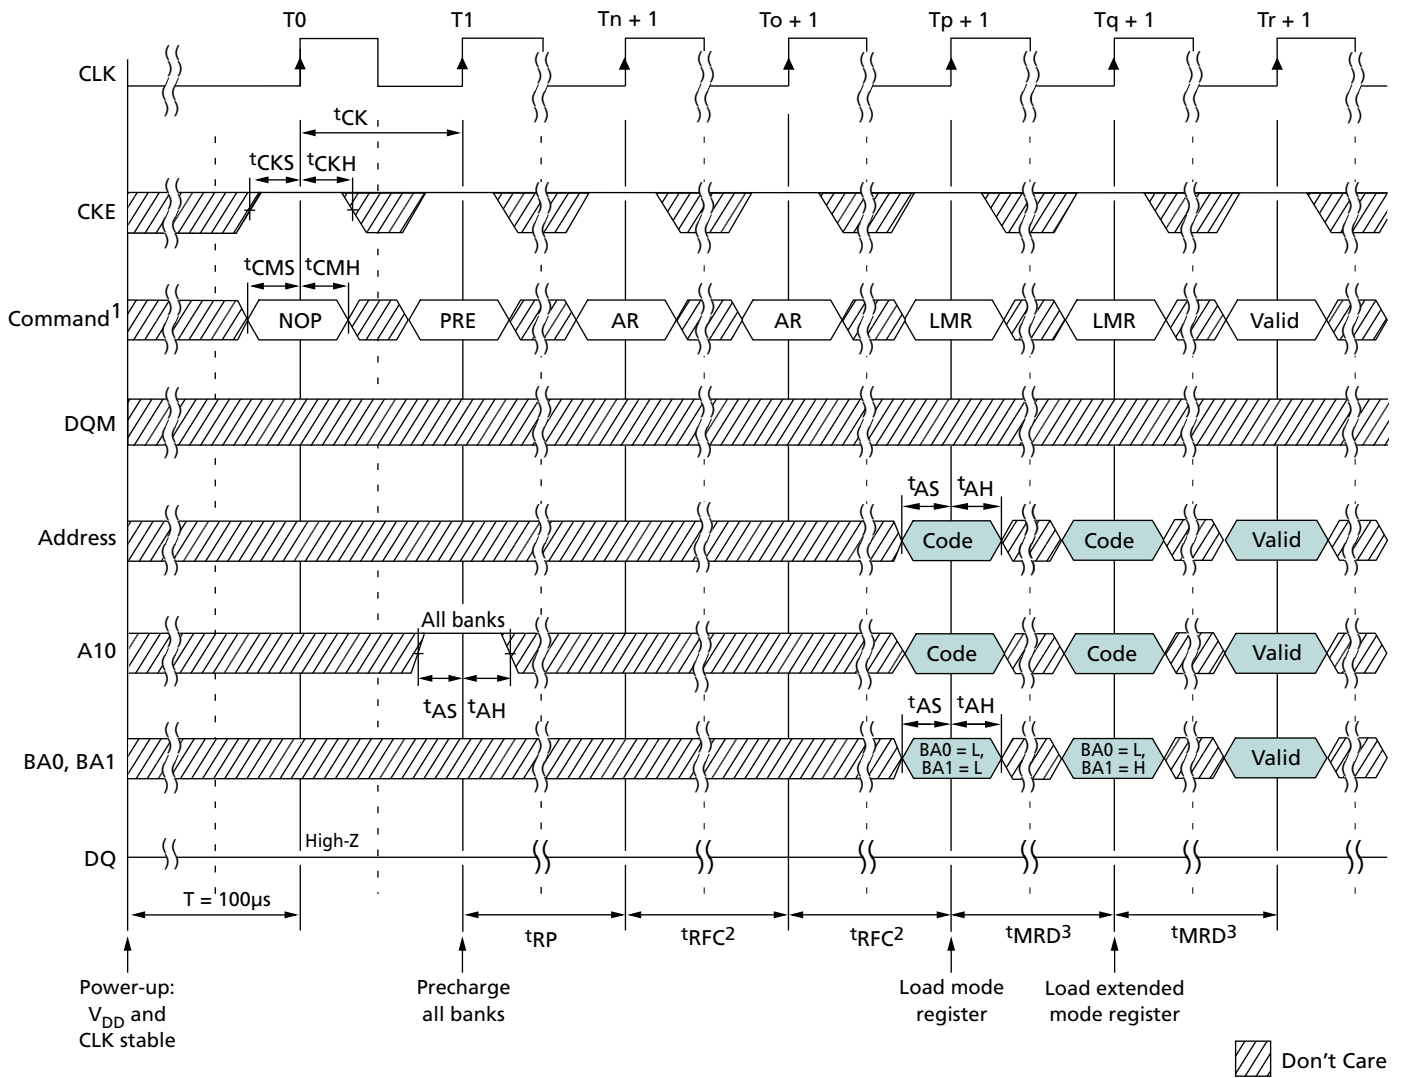 T0 T1 Tn + 1 To + 1 Tp + 1 Tq + 1 Tr + 1
CLK
tCK
tCKS tCKH
CKE
tCMS tCMH
Command1 NOP PRE AR AR LMR LMR Valid
DQM
tAS tAH
Address Code Code Valid
All banks
A10 Code Code Valid
tAS tAH tAS tAH
BA0, BA1 BA0 = L, BA1 = L BA0 = L, BA1 = H Valid
High-Z
DQ
T = 100µs
tRP tRFC2 tRFC2 tMRD3 tMRD3
Power-up:
VDD and
CLK stable
Precharge
all banks
Load mode
register
Load extended
mode register
Don't Care